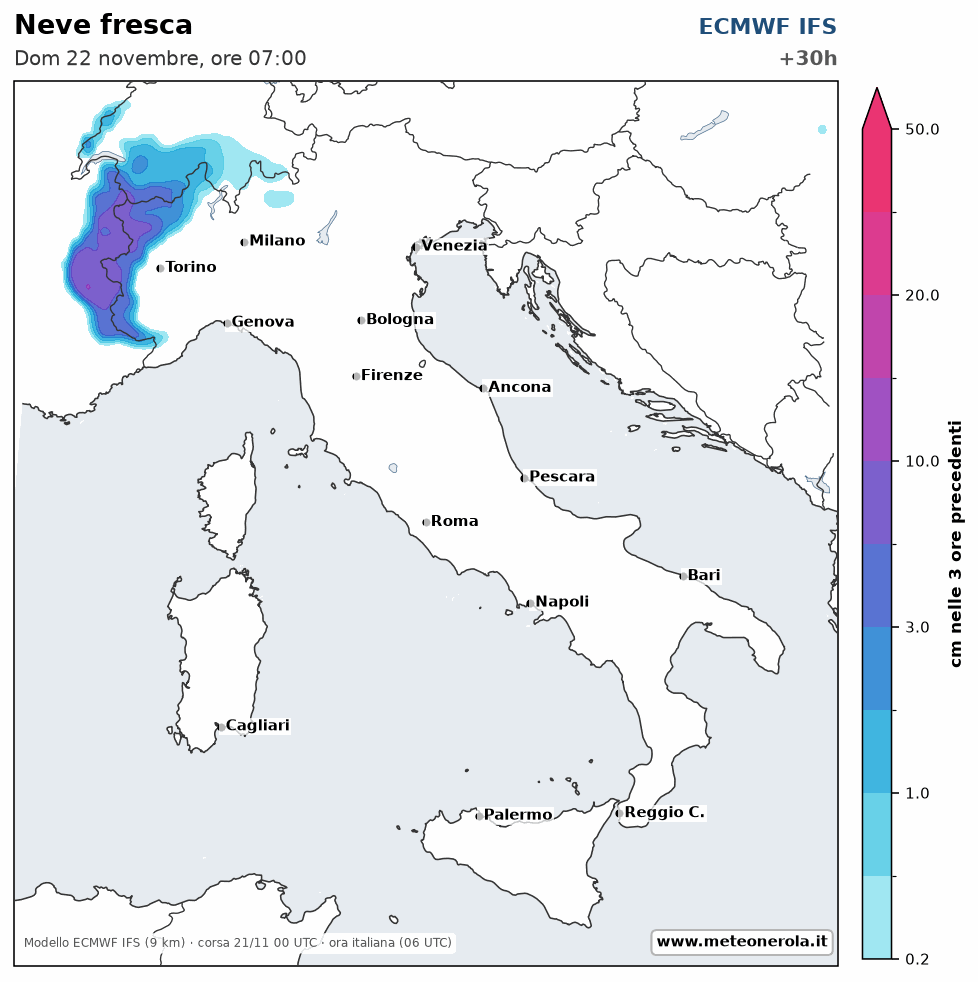 Neve fresca
ECMWF IFS
Dom 22 novembre, ore 07:00
+30h
50.0
20.0
10.0
3.0
1.0
0.2
cm nelle 3 ore precedenti
Milano
Venezia
Torino
Genova
Bologna
Firenze
Ancona
Pescara
Roma
Bari
Napoli
Cagliari
Palermo
Reggio C.
Modello ECMWF IFS (9 km) · corsa 21/11 00 UTC · ora italiana (06 UTC)
www.meteonerola.it